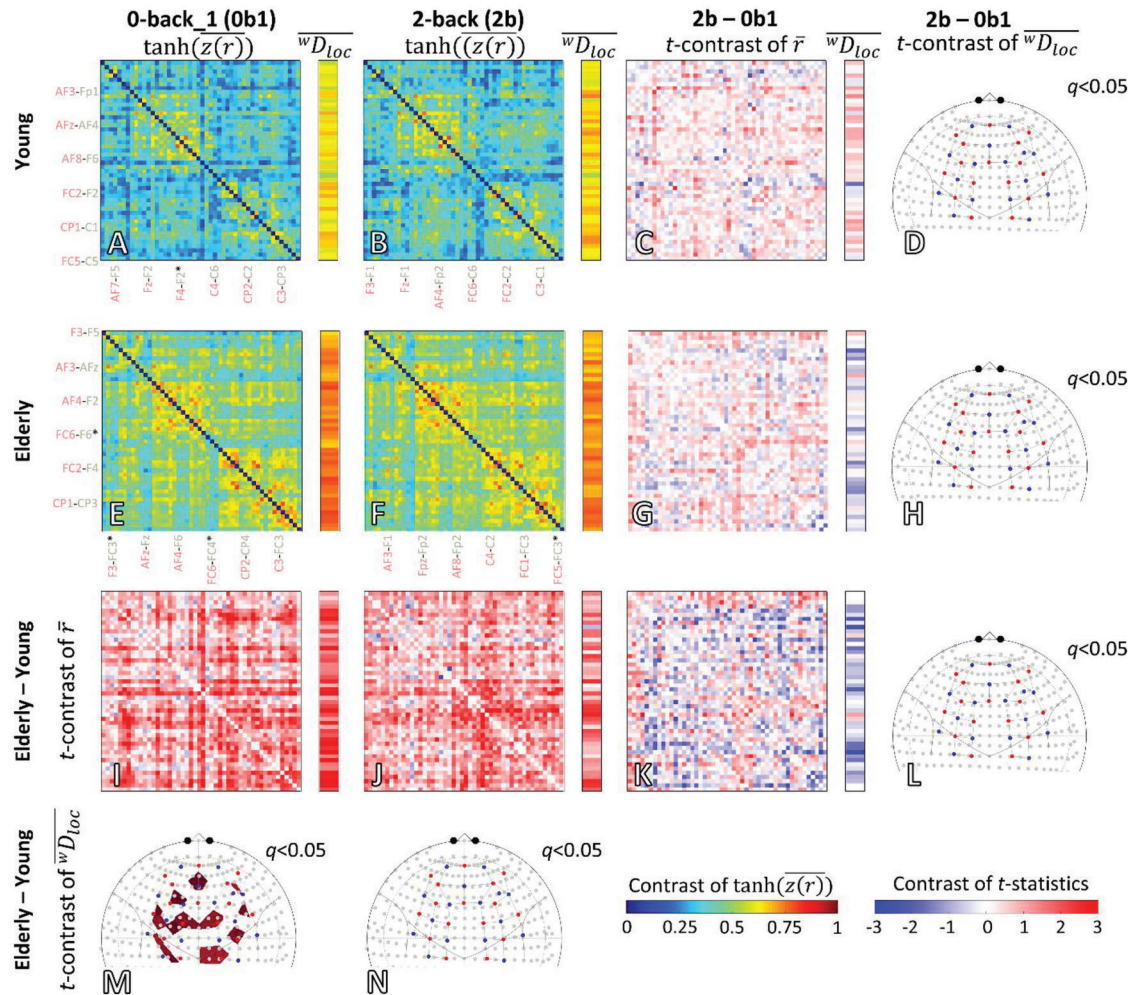 0-back_1 (0b1) 2-back (2b) 2b – 0b1 2b – 0b1
tanh(z̅(̅r̅)̅) ʷD_loc tanh((z̅(̅r̅)̅) ʷD_loc t-contrast of r̄ ʷD_loc t-contrast of ʷD_loc
Young
AF3-Fp1
AFz-AF4
AF8-F6
FC2-F2
CP1-C1
FC5-C5
A B C D
q<0.05
AF7-F5 Fz-F2 F4-F2* C4-C6 CP2-C2 C3-CP3
F3-F1 Fz-F1 AF4-Fp2 FC6-C6 FC2-C2 C3-C1
Elderly
F3-F5
AF3-AFz
AF4-F2
FC6-F6*
FC2-F4
CP1-CP3
E F G H
q<0.05
F3-FC3* AFz-Fz AF4-F6 FC6-FC4* CP2-CP4 C3-FC3
AF3-F1 Fpz-Fp2 AF8-Fp2 C4-C2 FC1-FC3 FC5-FC3*
Elderly – Young
t-contrast of r̄
I J K L
q<0.05
Elderly – Young
t-contrast of ʷD_loc
M N
q<0.05 q<0.05
Contrast of tanh(z̅(̅r̅)̅)
0 0.25 0.5 0.75 1
Contrast of t-statistics
-3 -2 -1 0 1 2 3